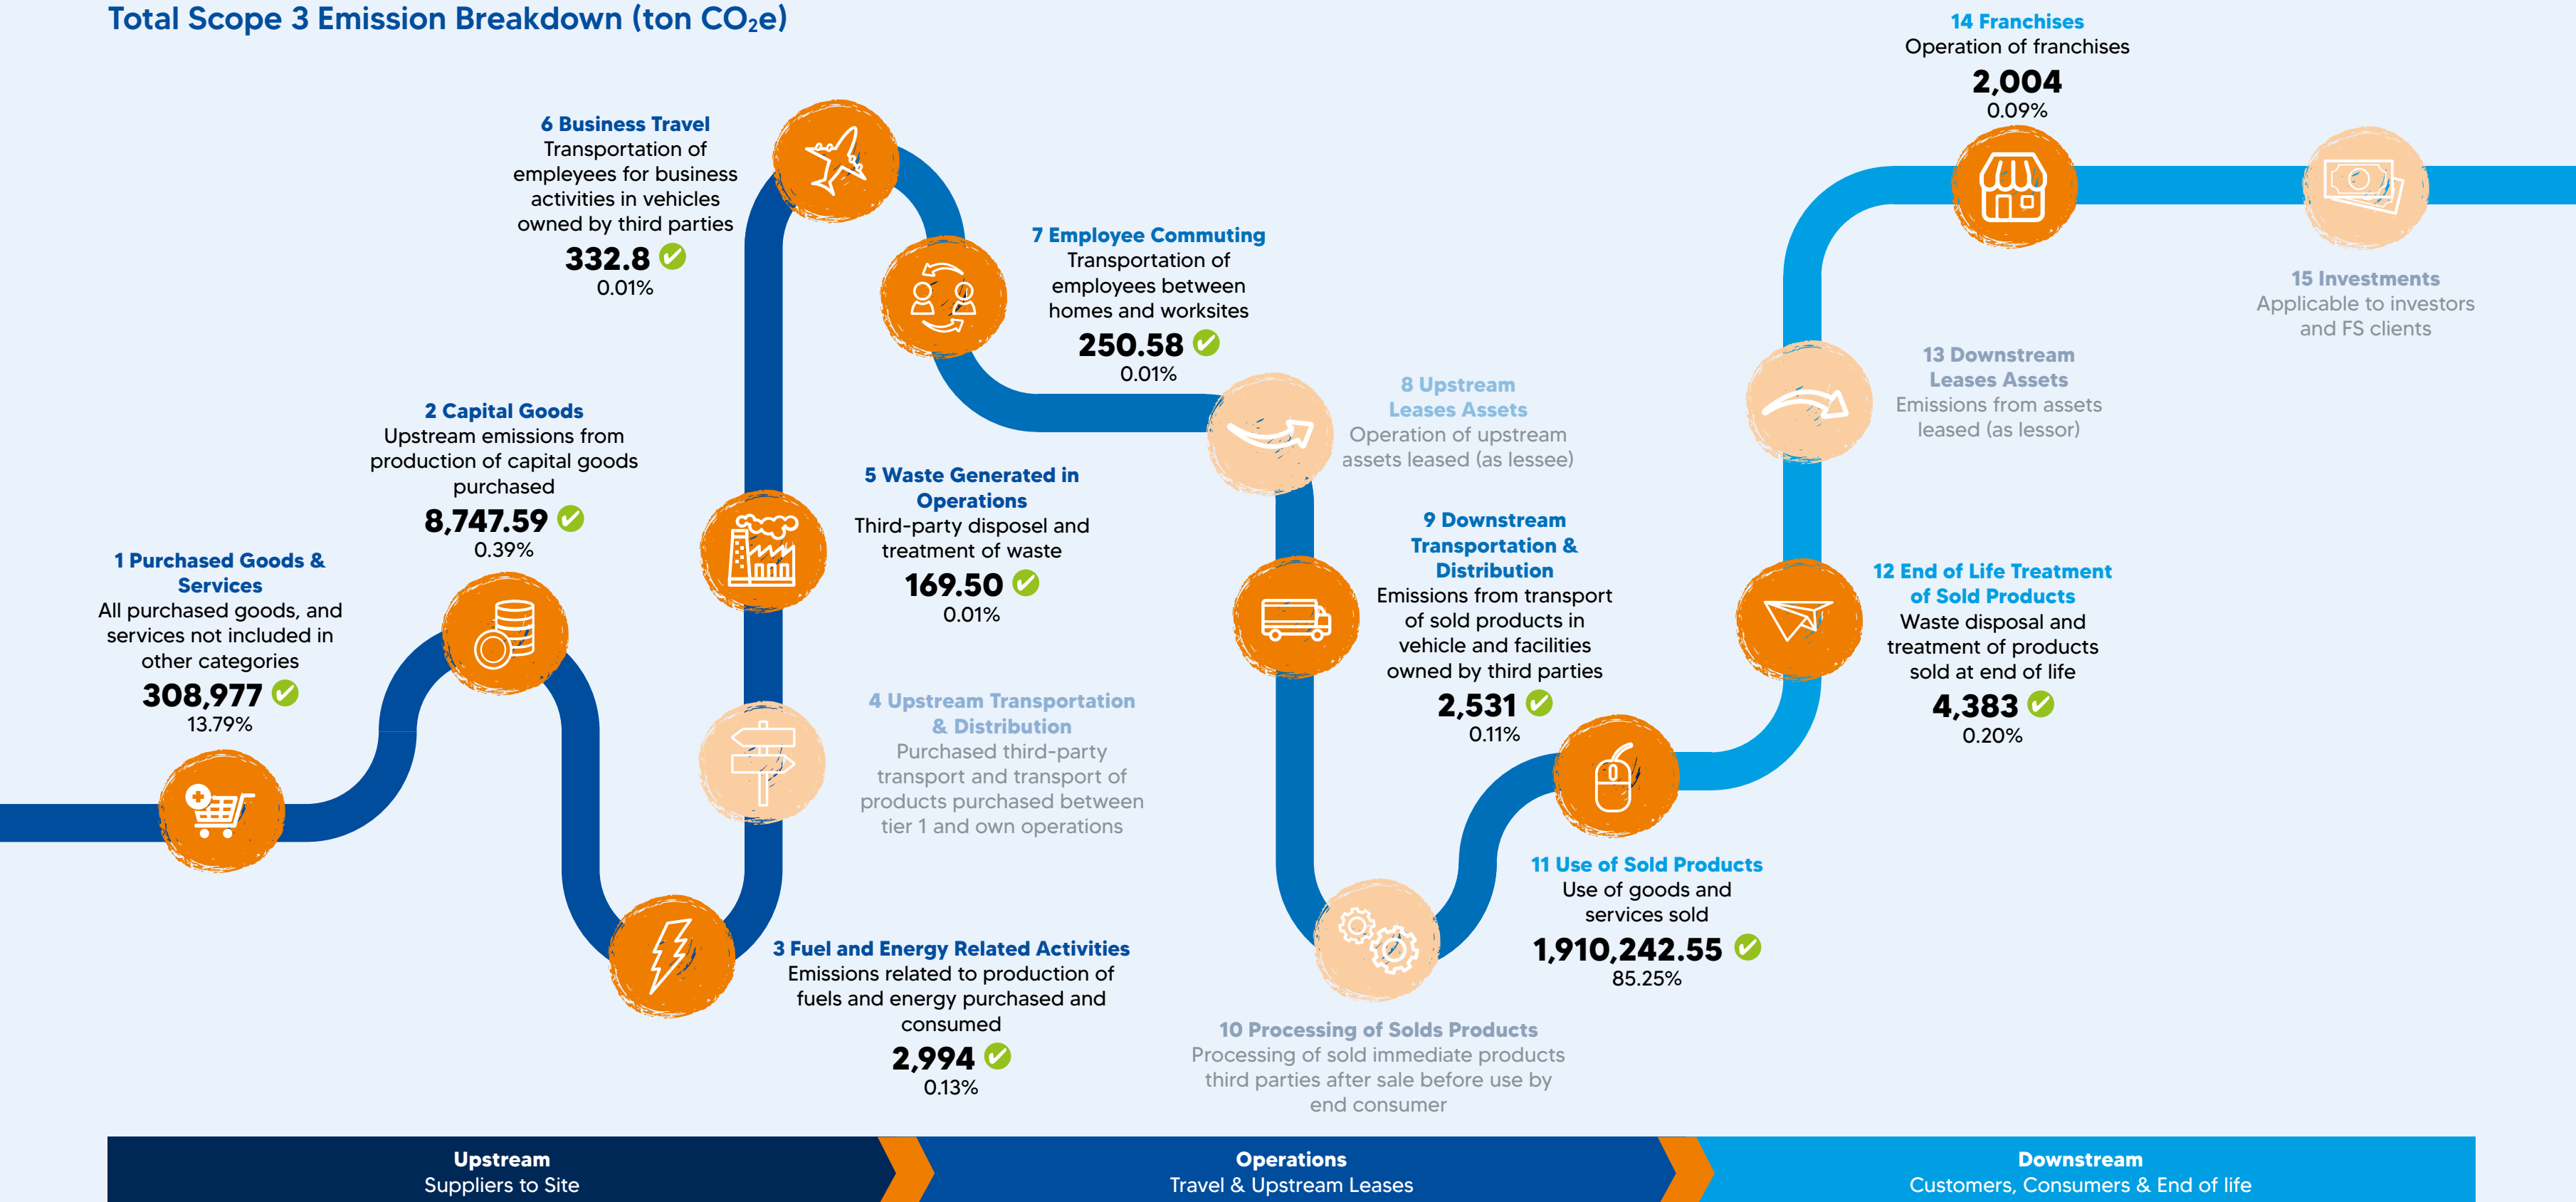 Total Scope 3 Emission Breakdown (ton CO₂e)
1 Purchased Goods &
Services
All purchased goods, and
services not included in
other categories
308,977
13.79%
2 Capital Goods
Upstream emissions from
production of capital goods
purchased
8,747.59
0.39%
3 Fuel and Energy Related Activities
Emissions related to production of
fuels and energy purchased and
consumed
2,994
0.13%
4 Upstream Transportation
& Distribution
Purchased third-party
transport and transport of
products purchased between
tier 1 and own operations
5 Waste Generated in
Operations
Third-party disposel and
treatment of waste
169.50
0.01%
6 Business Travel
Transportation of
empleyees for business
activities in vehicles
owned by third parties
332.8
0.01%
7 Employee Commuting
Transportation of
employees between
homes and worksites
250.58
0.01%
8 Upstream
Leases Assets
Operation of upstream
assets leased (as lessee)
9 Downstream
Transportation &
Distribution
Emissions from transport
of sold products in
vehicle and facilities
owned by third parties
2,531
0.11%
10 Processing of Solds Products
Processing of sold immediate products
third parties after sale before use by
end consumer
11 Use of Sold Products
Use of goods and
services sold
1,910,242.55
85.25%
12 End of Life Treatment
of Sold Products
Waste disposal and
treatment of products
sold at end of life
4,383
0.20%
13 Downstream
Leases Assets
Emissions from assets
leased (as lessor)
14 Franchises
Operation of franchises
2,004
0.09%
15 Investments
Applicable to investors
and FS clients
Upstream
Suppliers to Site
Operations
Travel & Upstream Leases
Downstream
Customers, Consumers & End of life